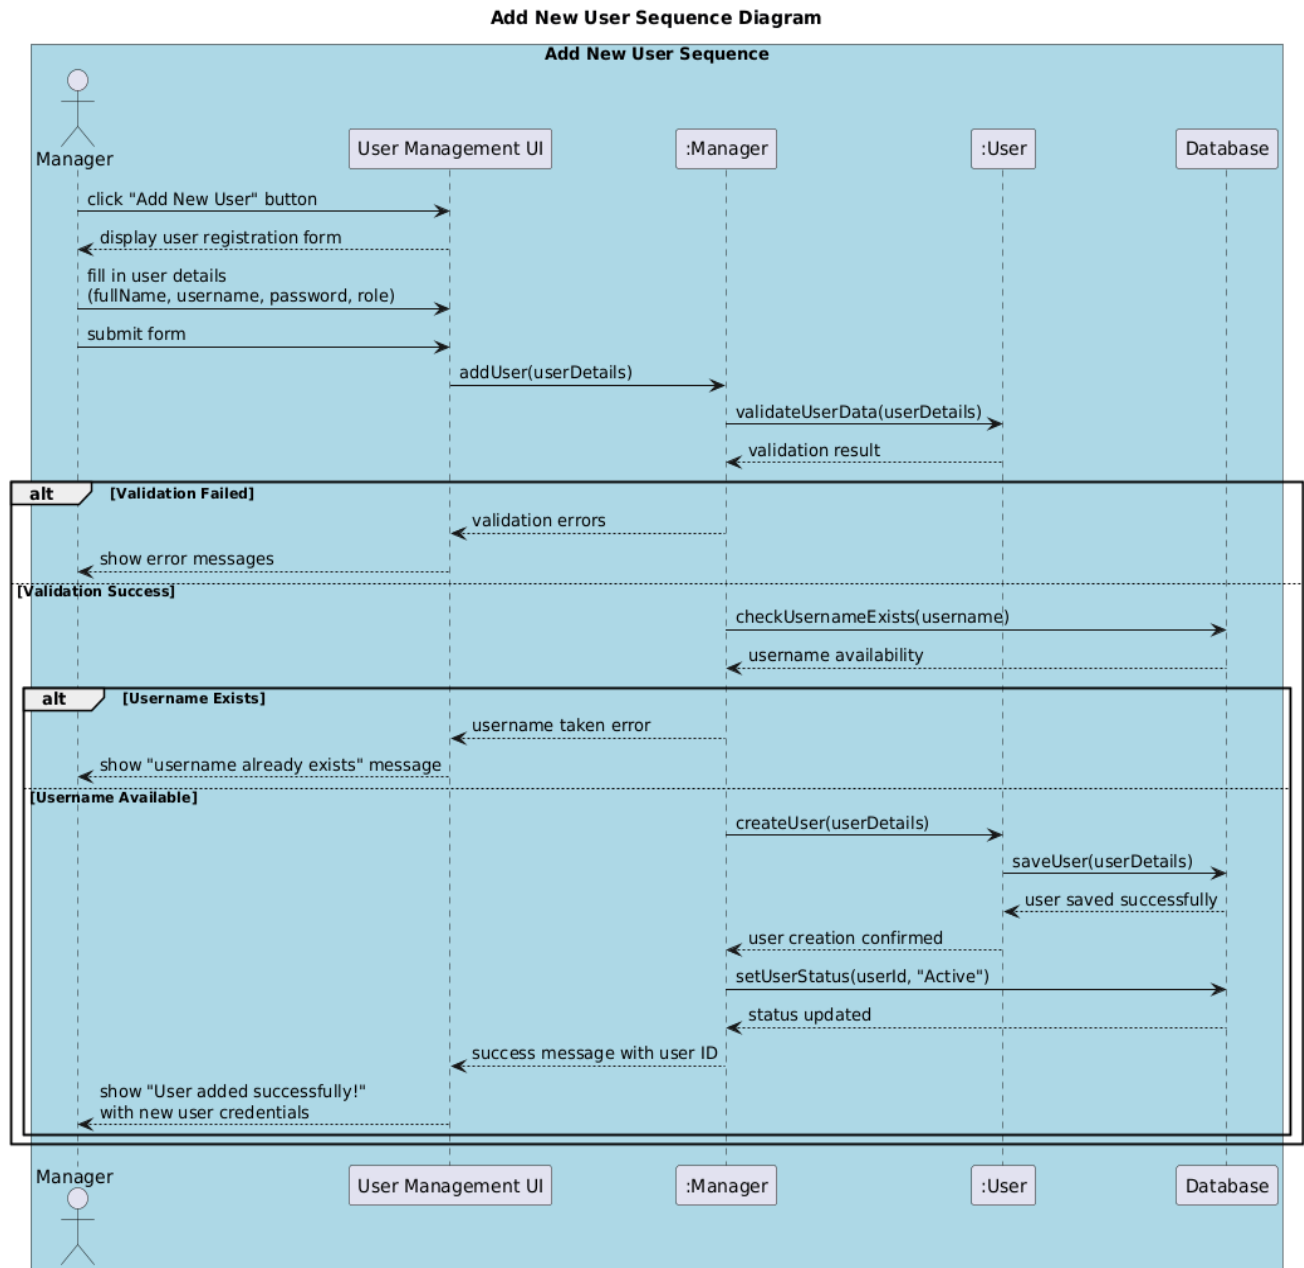 Add New User Sequence Diagram
Add New User Sequence
Manager
User Management UI
:Manager
:User
Database
click "Add New User" button
display user registration form
fill in user details
(fullName, username, password, role)
submit form
addUser(userDetails)
validateUserData(userDetails)
validation result
alt
[Validation Failed]
validation errors
show error messages
[Validation Success]
checkUsernameExists(username)
username availability
alt
[Username Exists]
username taken error
show "username already exists" message
[Username Available]
createUser(userDetails)
saveUser(userDetails)
user saved successfully
user creation confirmed
setUserStatus(userId, "Active")
status updated
success message with user ID
show "User added successfully!"
with new user credentials
Manager
User Management UI
:Manager
:User
Database